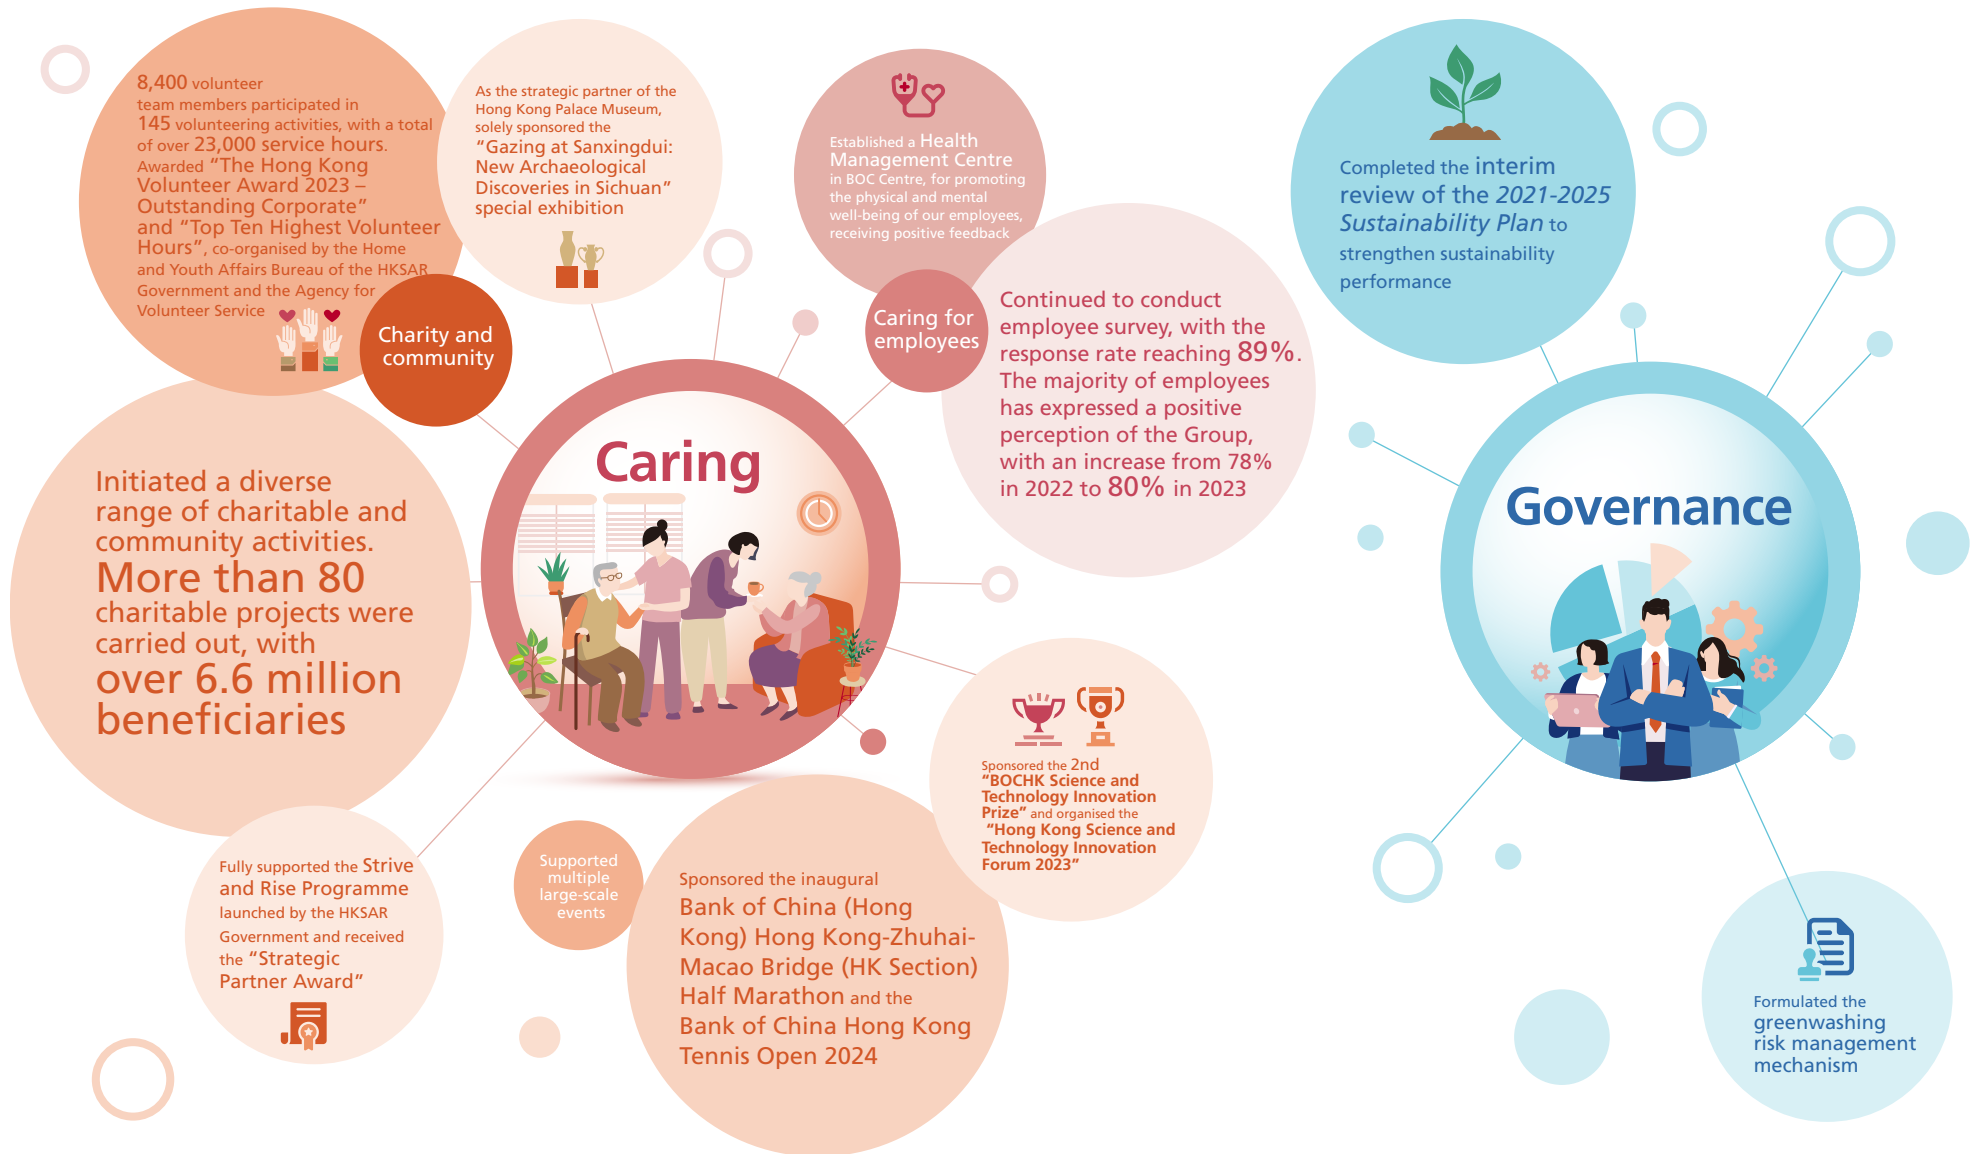 8,400 volunteer
team members participated in
145 volunteering activities, with a total
of over 23,000 service hours.
Awarded “The Hong Kong
Volunteer Award 2023 –
Outstanding Corporate”
and “Top Ten Highest Volunteer
Hours”, co-organised by the Home
and Youth Affairs Bureau of the HKSAR
Government and the Agency for
Volunteer Service
As the strategic partner of the
Hong Kong Palace Museum,
solely sponsored the
“Gazing at Sanxingdui:
New Archaeological
Discoveries in Sichuan”
special exhibition
Charity and
community
Initiated a diverse
range of charitable and
community activities.
More than 80
charitable projects were
carried out, with
over 6.6 million
beneficiaries
Fully supported the Strive
and Rise Programme
launched by the HKSAR
Government and received
the “Strategic
Partner Award”
Caring
Established a Health
Management Centre
in BOC Centre, for promoting
the physical and mental
well-being of our employees,
receiving positive feedback
Caring for
employees
Continued to conduct
employee survey, with the
response rate reaching 89%.
The majority of employees
has expressed a positive
perception of the Group,
with an increase from 78%
in 2022 to 80% in 2023
Supported
multiple
large-scale
events
Sponsored the inaugural
Bank of China (Hong
Kong) Hong Kong-Zhuhai-
Macao Bridge (HK Section)
Half Marathon and the
Bank of China Hong Kong
Tennis Open 2024
Sponsored the 2nd
“BOCHK Science and
Technology Innovation
Prize” and organised the
“Hong Kong Science and
Technology Innovation
Forum 2023”
Completed the interim
review of the 2021-2025
Sustainability Plan to
strengthen sustainability
performance
Governance
Formulated the
greenwashing
risk management
mechanism